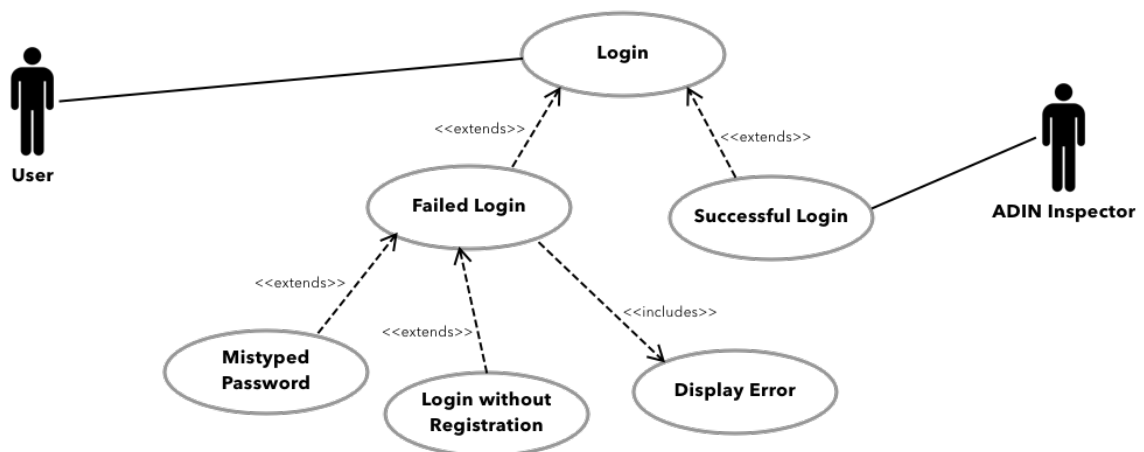 Login
<<extends>>
<<extends>>
User
Failed Login
Successful Login
ADIN Inspector
<<extends>>
<<includes>>
<<extends>>
Mistyped
Password
Login without
Registration
Display Error